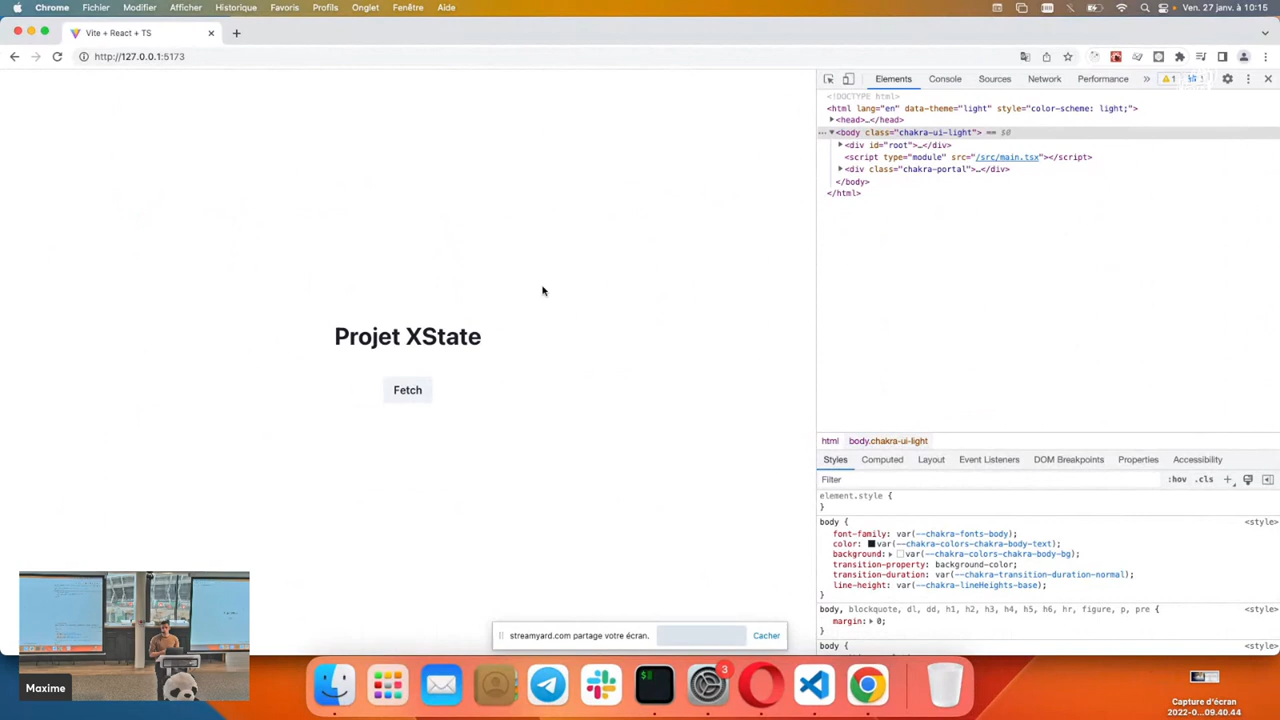 Chrome Fichier Modifier Afficher Historique Favoris Profils Onglet Fenêtre Aide Ven. 27 janv. à 10:15
Vite + React + TS
http://127.0.0.1:5173
Elements Console Sources Network Performance » 1
<!DOCTYPE html>
<html lang="en" data-theme="light" style="color-scheme: light;">
<head>…</head>
<body class="chakra-ui-light"> == $0
<div id="root">…</div>
<script type="module" src="/src/main.tsx"></script>
<div class="chakra-portal">…</div>
</body>
</html>
Projet XState
Fetch
html body.chakra-ui-light
Styles Computed Layout Event Listeners DOM Breakpoints Properties Accessibility
Filter :hov .cls +
element.style {
}
body { <style>
font-family: var(--chakra-fonts-body);
color: var(--chakra-colors-chakra-body-text);
background: var(--chakra-colors-chakra-body-bg);
transition-property: background-color;
transition-duration: var(--chakra-transition-duration-normal);
line-height: var(--chakra-lineHeights-base);
}
body, blockquote, dl, dd, h1, h2, h3, h4, h5, h6, hr, figure, p, pre { <style>
margin: 0;
}
body { <style>
streamyard.com partage votre écran. Cacher
Maxime
3
Capture d'écran
2022-0...09.40.44